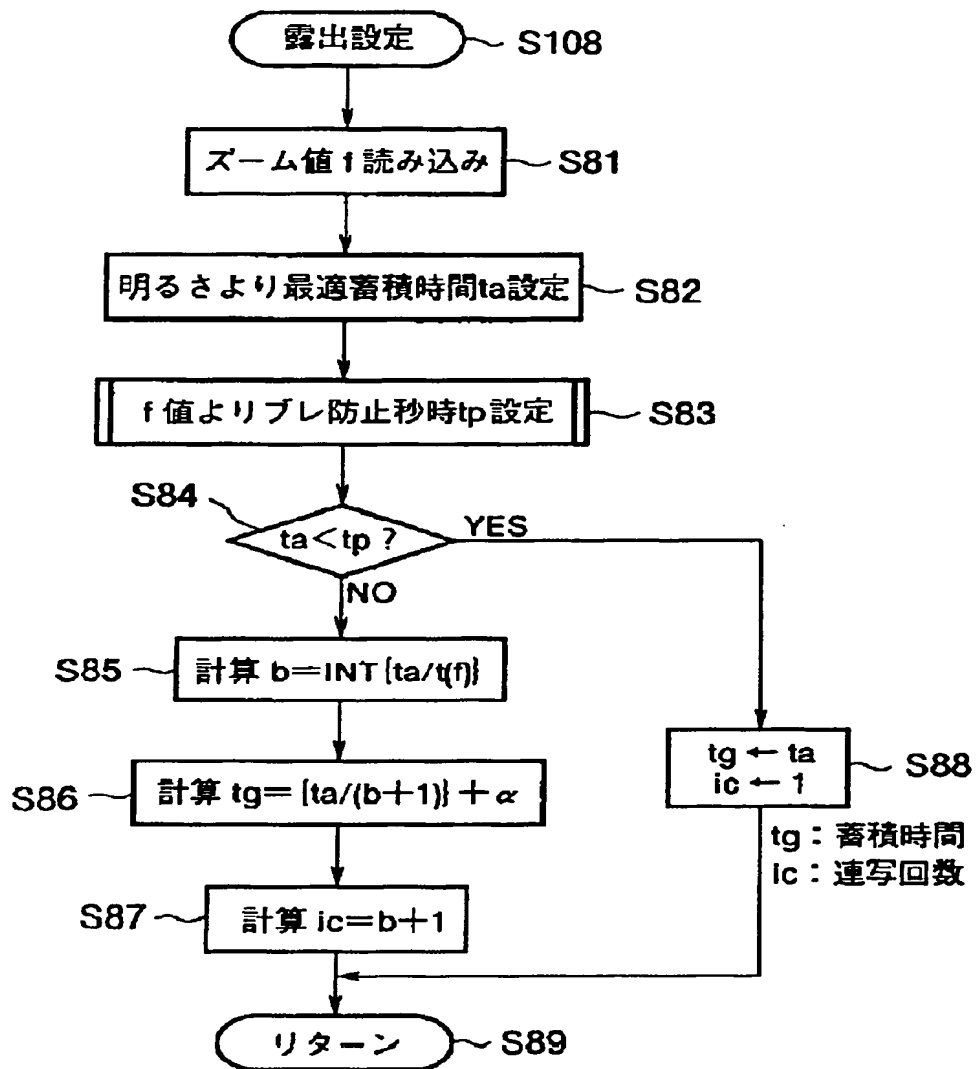 露出設定
S108
ズーム値 f 読み込み
S81
明るさより最適蓄積時間ta設定
S82
f 値よりブレ防止秒時tp設定
S83
S84
ta<tp ?
YES
NO
S85
計算 b=INT{ta/t(f)}
S86
計算 tg={ta/(b+1)}+α
S87
計算 ic=b+1
tg ← ta
ic ← 1
S88
tg：蓄積時間
ic：連写回数
リターン
S89